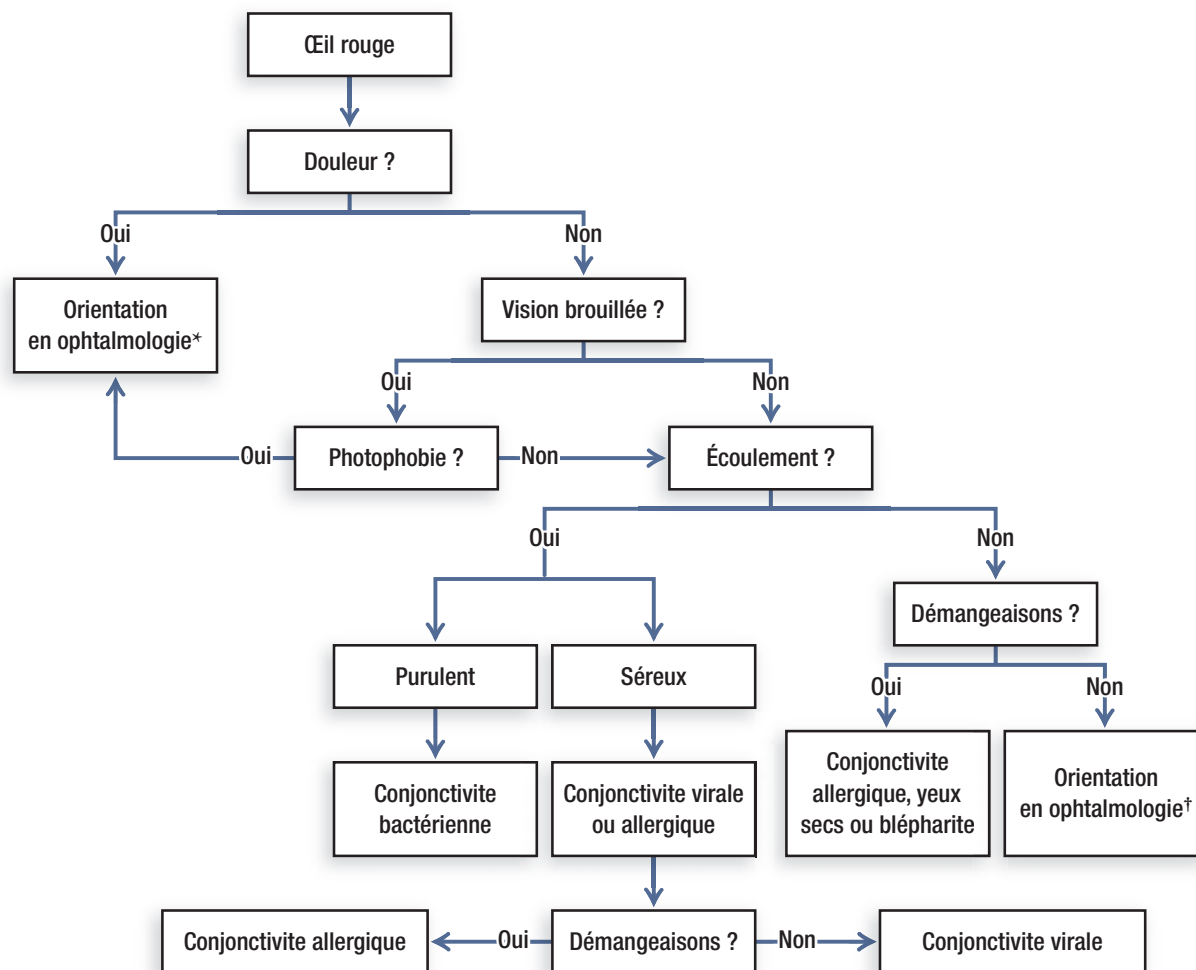 Œil rouge
Douleur ?
Oui
Non
Orientation
en ophtalmologie*
Vision brouillée ?
Oui
Non
Oui
Photophobie ?
Non
Écoulement ?
Oui
Non
Démangeaisons ?
Purulent
Séreux
Oui
Non
Conjonctivite
bactérienne
Conjonctivite virale
ou allergique
Conjonctivite
allergique, yeux
secs ou blépharite
Orientation
en ophtalmologie†
Conjonctivite allergique
Oui
Démangeaisons ?
Non
Conjonctivite virale